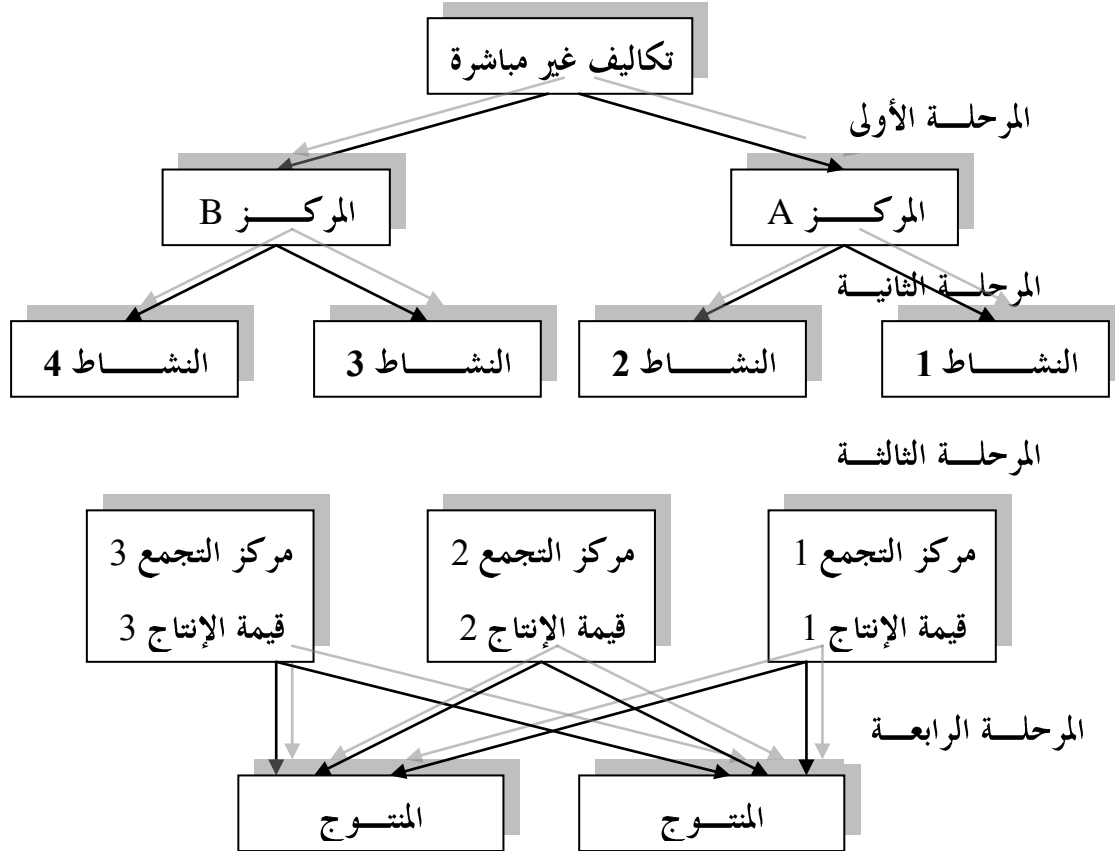 تكاليف غير مباشرة
المرحلة الأولى
المركز A
المركز B
المرحلة الثانية
النشاط 1
النشاط 2
النشاط 3
النشاط 4
المرحلة الثالثة
مركز التجمع 1
قيمة الإنتاج 1
مركز التجمع 2
قيمة الإنتاج 2
مركز التجمع 3
قيمة الإنتاج 3
المرحلة الرابعة
المنتوج
المنتوج